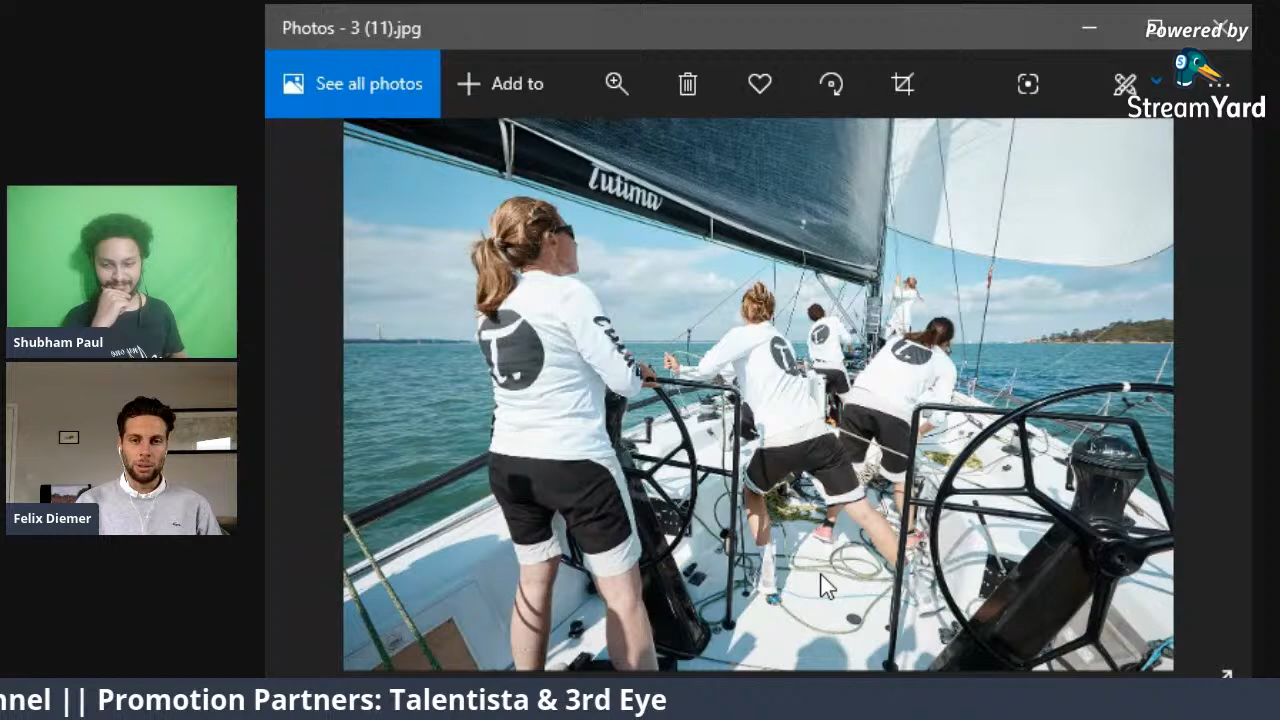 Photos - 3 (11).jpg
Powered by
See all photos
Add to
StreamYard
Tutima
T.
Shubham Paul
Felix Diemer
nnel || Promotion Partners: Talentista & 3rd Eye